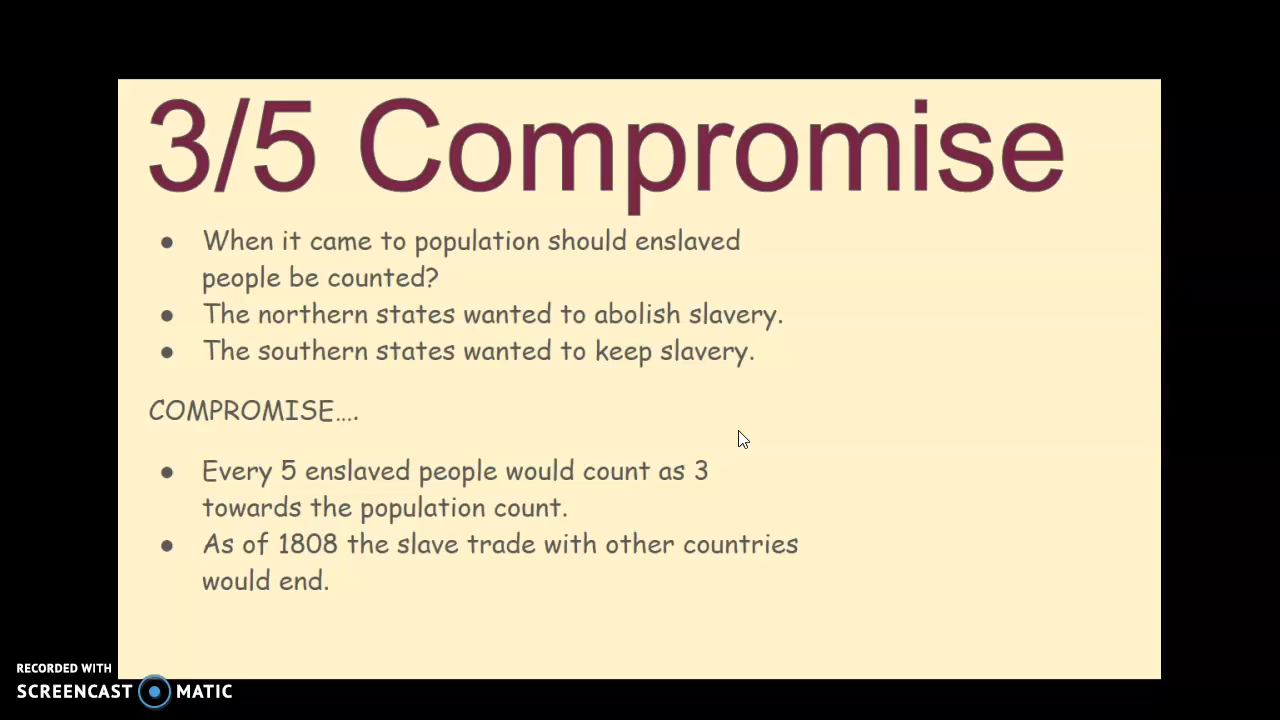 3/5 Compromise
● When it came to population should enslaved
people be counted?
● The northern states wanted to abolish slavery.
● The southern states wanted to keep slavery.
COMPROMISE....
● Every 5 enslaved people would count as 3
towards the population count.
● As of 1808 the slave trade with other countries
would end.
RECORDED WITH
SCREENCAST MATIC